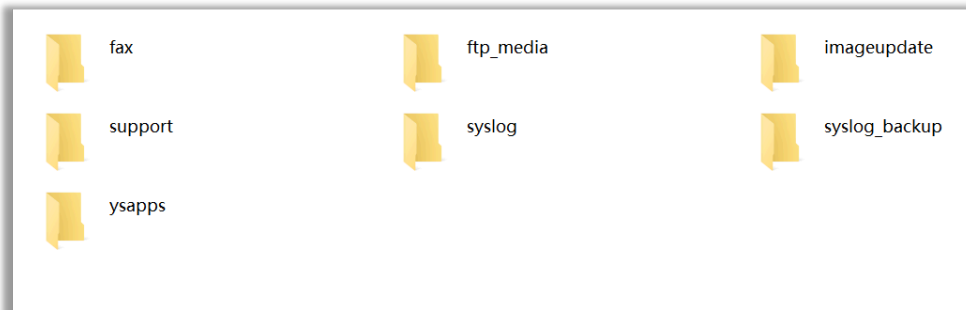 fax
ftp_media
imageupdate
support
syslog
syslog_backup
ysapps